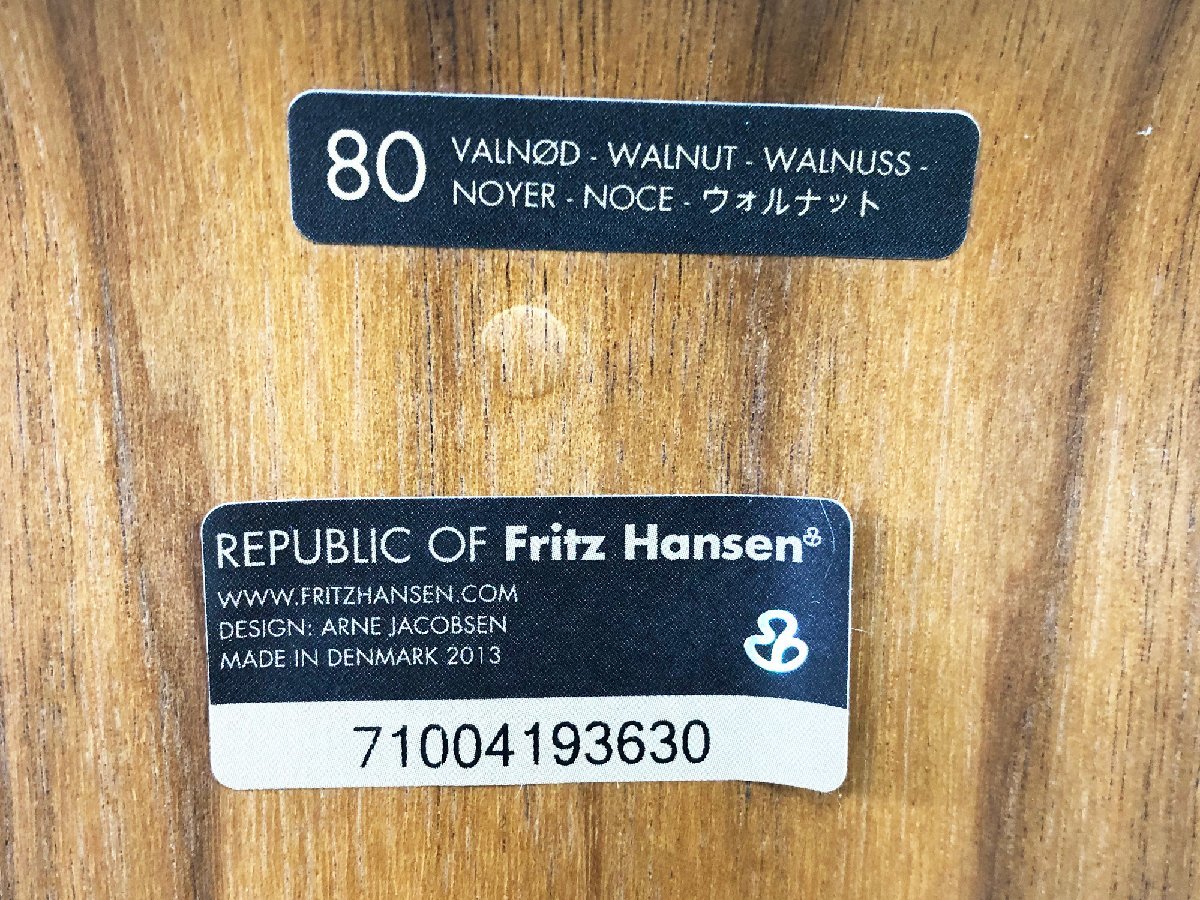 80 VALNØD - WALNUT - WALNUSS -
NOYER - NOCE - ウォルナット
REPUBLIC OF Fritz Hansen
WWW.FRITZHANSEN.COM
DESIGN: ARNE JACOBSEN
MADE IN DENMARK 2013
71004193630